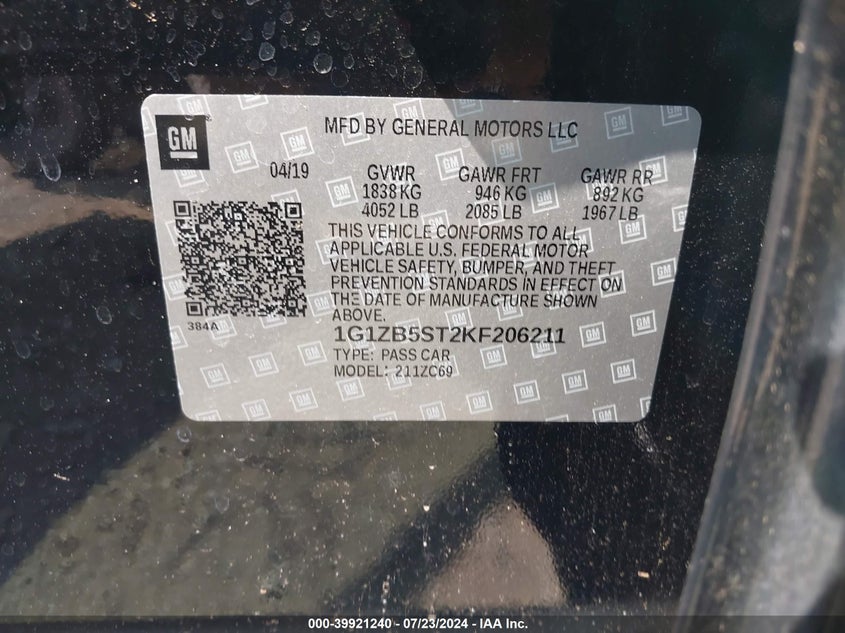 GM
MFD BY GENERAL MOTORS LLC
04/19 GVWR GAWR FRT GAWR RR
1838 KG 946 KG 892 KG
4052 LB 2085 LB 1967 LB
THIS VEHICLE CONFORMS TO ALL
APPLICABLE U.S. FEDERAL MOTOR
VEHICLE SAFETY, BUMPER, AND THEFT
PREVENTION STANDARDS IN EFFECT ON
THE DATE OF MANUFACTURE SHOWN
ABOVE.
384A
1G1ZB5ST2KF206211
TYPE: PASS CAR
MODEL: 211ZC69
000-39921240 - 07/23/2024 - IAA Inc.